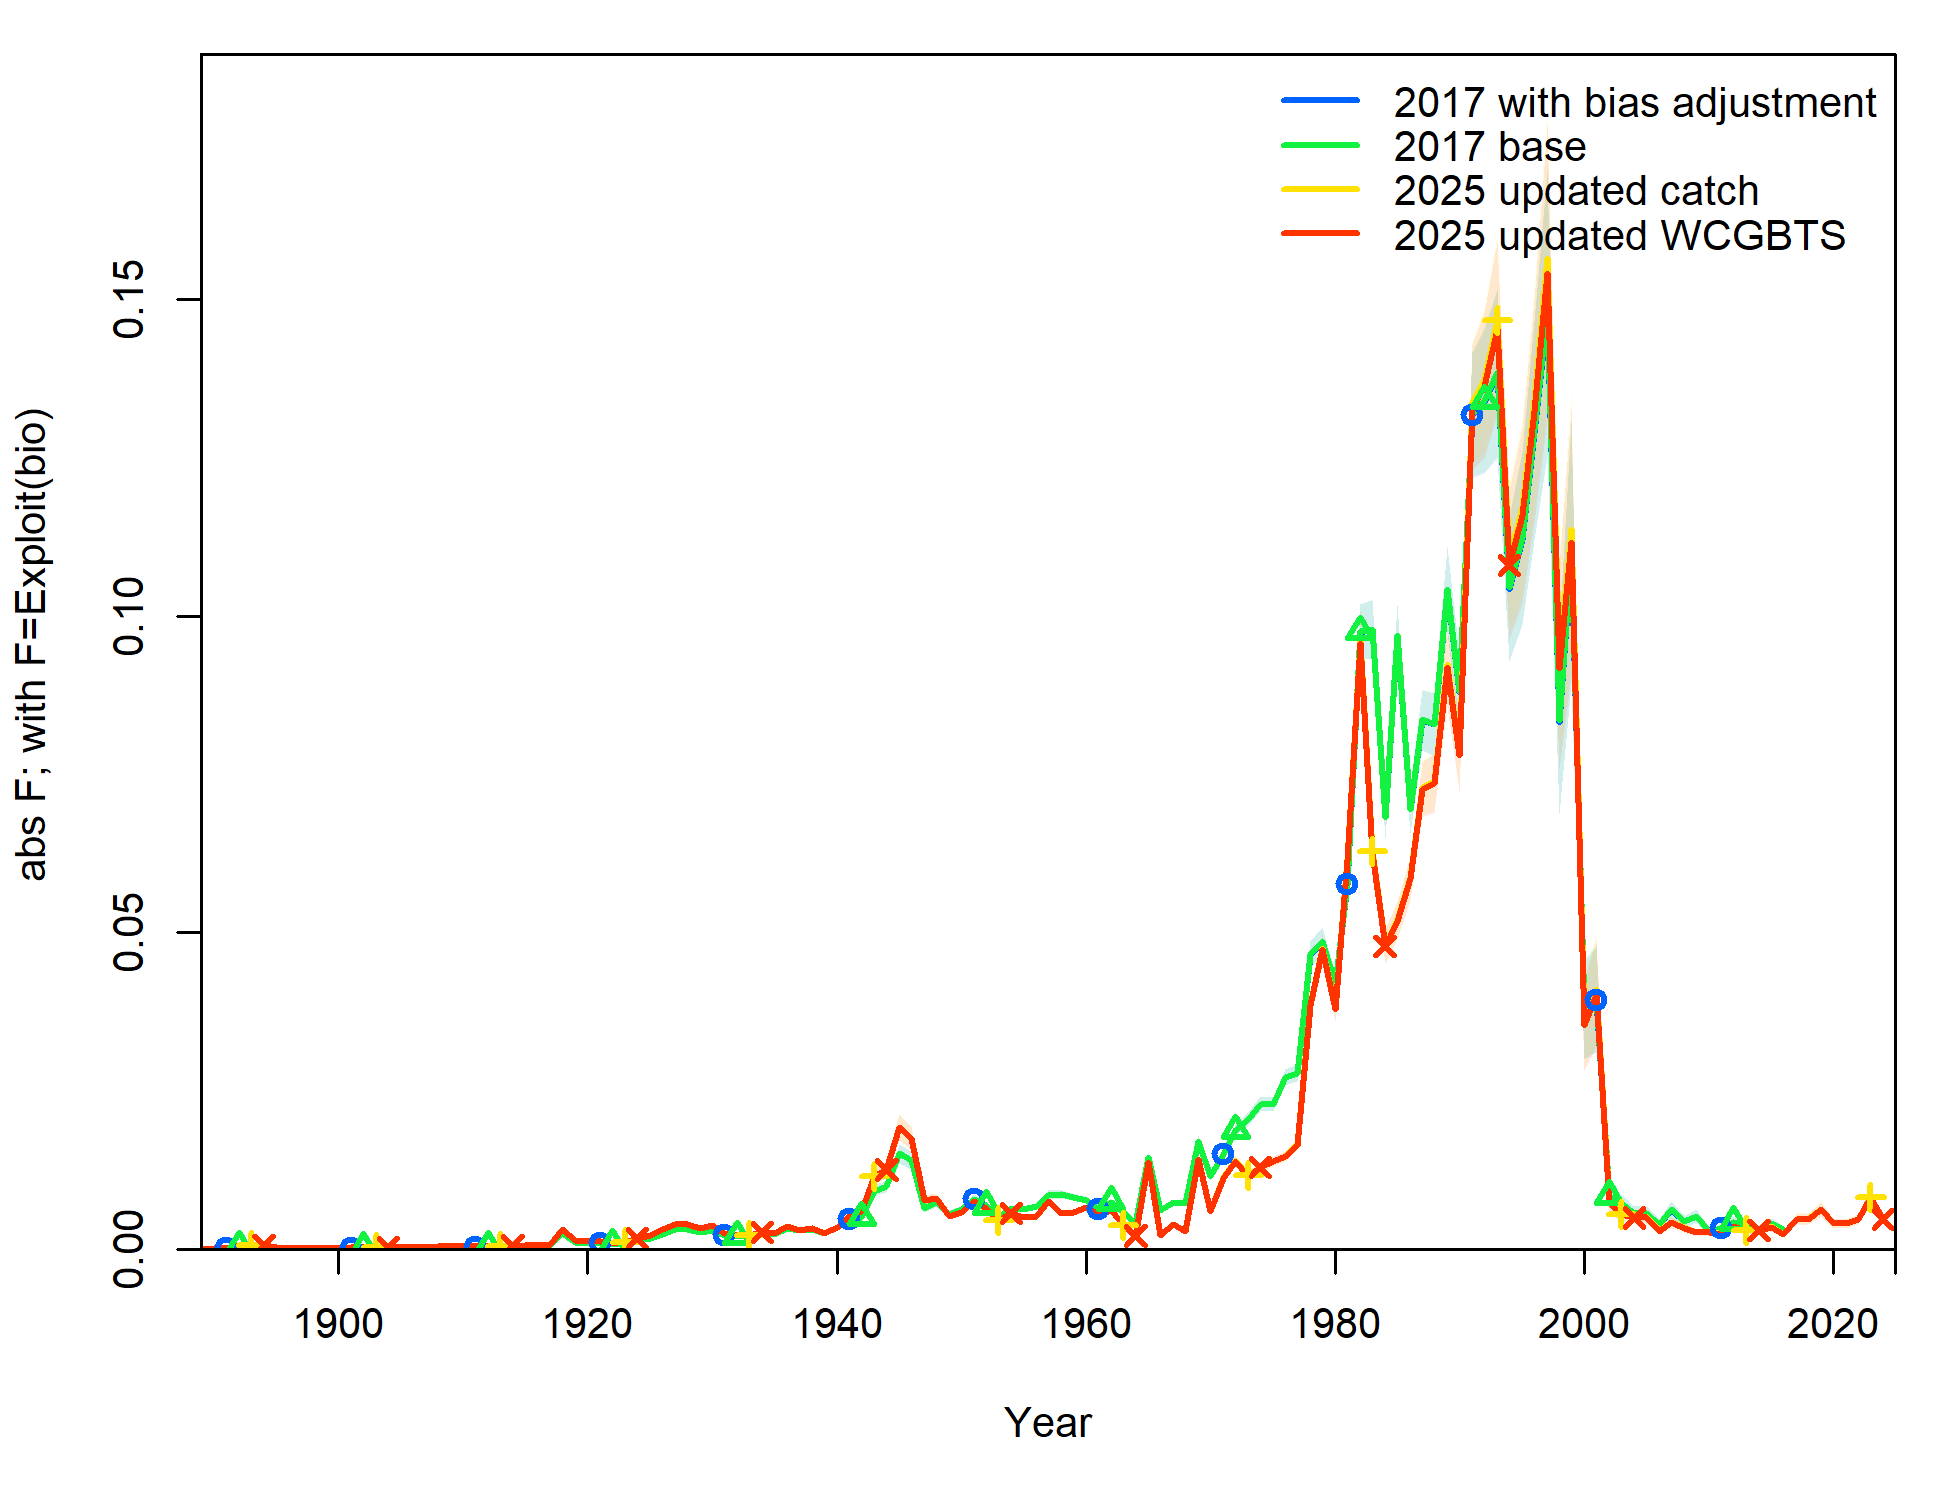 2017 with bias adjustment
2017 base
2025 updated catch
2025 updated WCGBTS
abs F; with F=Exploit(bio)
0.15
0.10
0.05
0.00
1900 1920 1940 1960 1980 2000 2020
Year